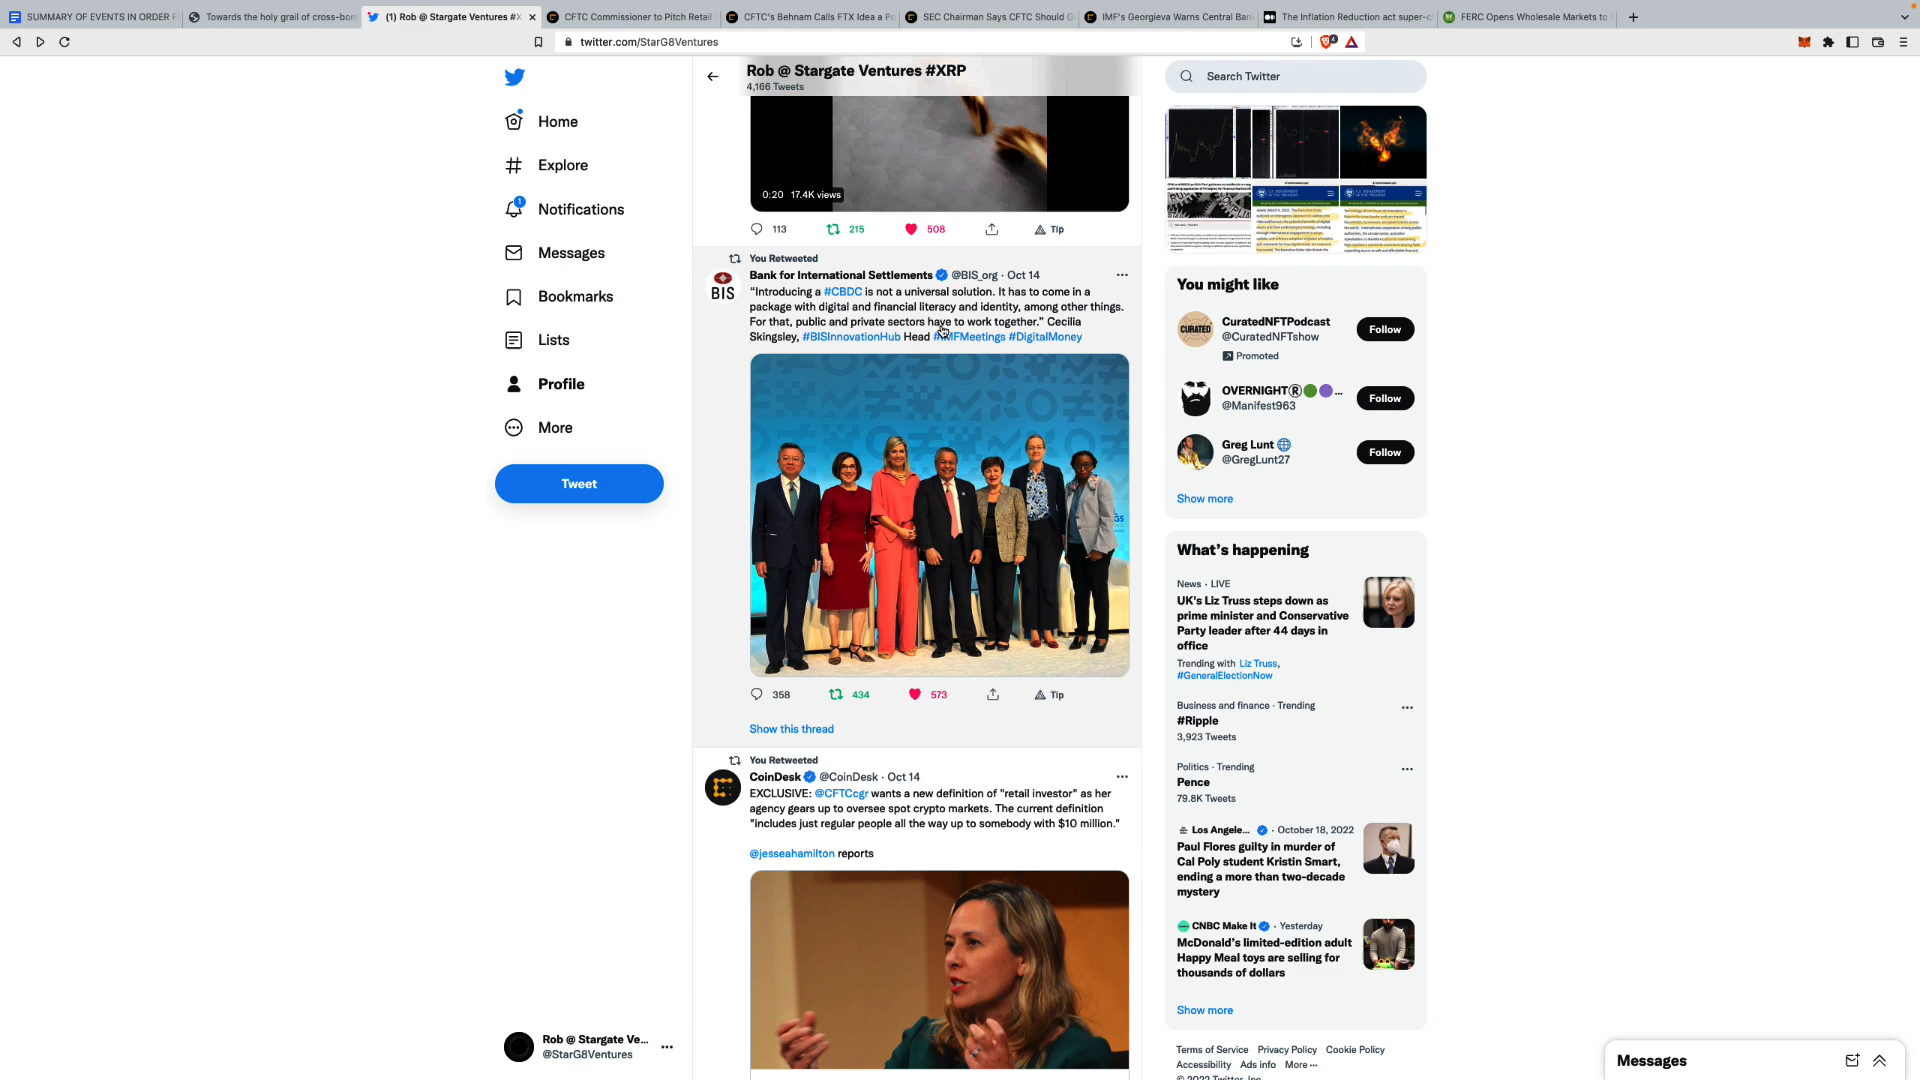 SUMMARY OF EVENTS IN ORDER F
Towards the holy grail of cross-bor
(1) Rob @ Stargate Ventures #X
CFTC Commissioner to Pitch Retail
CFTC's Behnam Calls FTX Idea a Po
SEC Chairman Says CFTC Should G
IMF's Georgieva Warns Central Ban
The Inflation Reduction act super-c
FERC Opens Wholesale Markets to
twitter.com/StarG8Ventures
4
Home
Explore
1
Notifications
Messages
Bookmarks
Lists
Profile
More
Tweet
Rob @ Stargate Ve...
@StarG8Ventures
Rob @ Stargate Ventures #XRP
4,166 Tweets
0:20 17.4K views
113 215 508 Tip
You Retweeted
BIS
Bank for International Settlements @BIS_org · Oct 14
“Introducing a #CBDC is not a universal solution. It has to come in a
package with digital and financial literacy and identity, among other things.
For that, public and private sectors have to work together.” Cecilia
Skingsley, #BISInnovationHub Head #IMFMeetings #DigitalMoney
358 434 573 Tip
Show this thread
You Retweeted
CoinDesk @CoinDesk · Oct 14
EXCLUSIVE: @CFTCcgr wants a new definition of "retail investor" as her
agency gears up to oversee spot crypto markets. The current definition
"includes just regular people all the way up to somebody with $10 million."
@jesseahamilton reports
Search Twitter
You might like
CURATED
CuratedNFTPodcast
@CuratedNFTshow
Promoted
Follow
OVERNIGHT® ...
@Manifest963
Follow
Greg Lunt
@GregLunt27
Follow
Show more
What’s happening
News · LIVE
UK's Liz Truss steps down as
prime minister and Conservative
Party leader after 44 days in
office
Trending with Liz Truss,
#GeneralElectionNow
Business and finance · Trending
#Ripple
3,923 Tweets
Politics · Trending
Pence
79.8K Tweets
Los Angele... · October 18, 2022
Paul Flores guilty in murder of
Cal Poly student Kristin Smart,
ending a more than two-decade
mystery
CNBC Make It · Yesterday
McDonald’s limited-edition adult
Happy Meal toys are selling for
thousands of dollars
Show more
Terms of Service Privacy Policy Cookie Policy
Accessibility Ads info More ···
© 2022 Twitter, Inc.
Messages